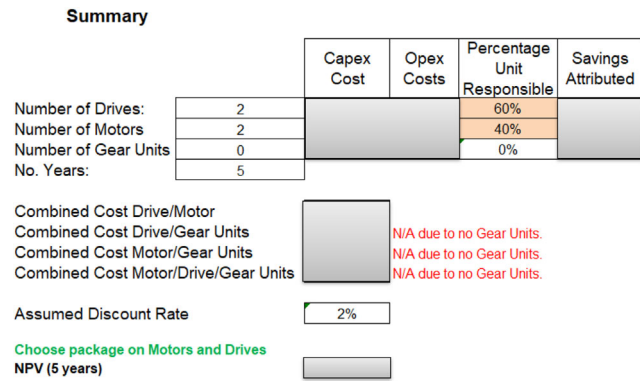 Summary
Capex Cost
Opex Costs
Percentage Unit Responsible
Savings Attributed
Number of Drives: 2 60%
Number of Motors 2 40%
Number of Gear Units 0 0%
No. Years: 5
Combined Cost Drive/Motor
Combined Cost Drive/Gear Units N/A due to no Gear Units.
Combined Cost Motor/Gear Units N/A due to no Gear Units.
Combined Cost Motor/Drive/Gear Units N/A due to no Gear Units.
Assumed Discount Rate 2%
Choose package on Motors and Drives
NPV (5 years)